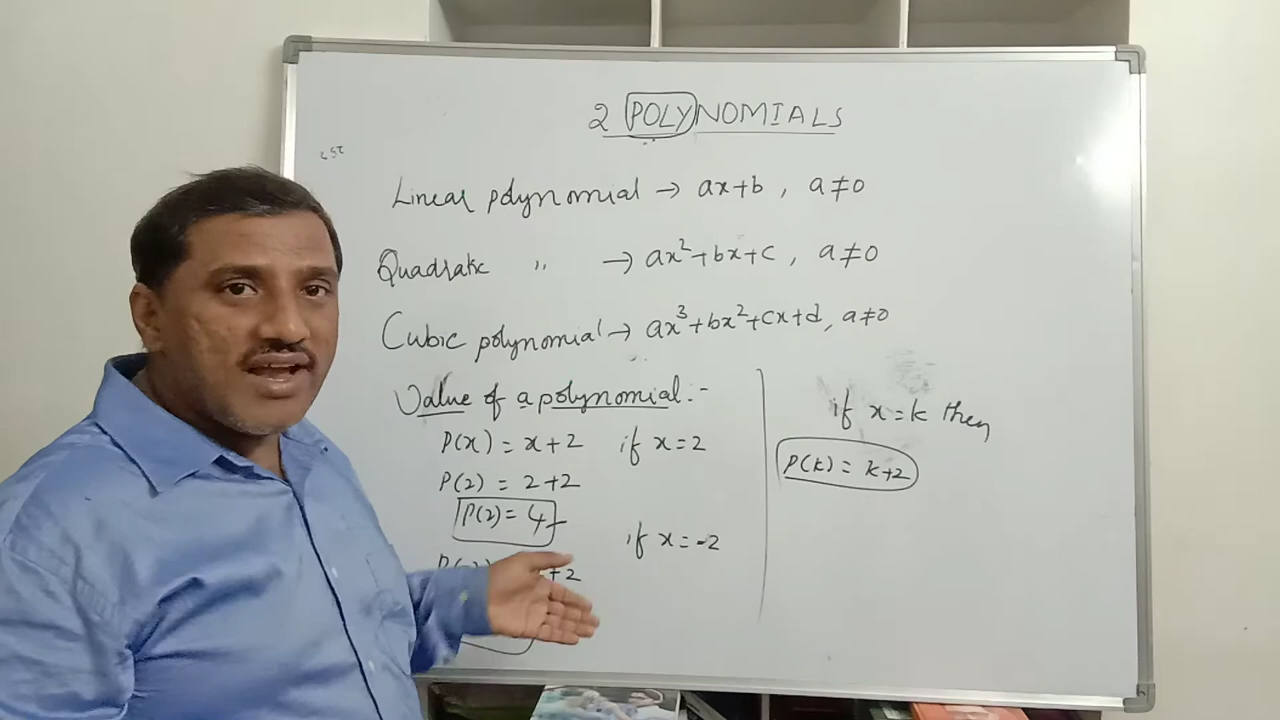 2 POLYNOMIALS
Linear polynomial → ax+b, a≠0
Quadratic ,, → ax²+bx+c, a≠0
Cubic polynomial → ax³+bx²+cx+d, a≠0
Value of a polynomial:-
P(x) = x+2 if x=2
P(2) = 2+2
P(2) = 4
if x=-2
+2
if x=k then
P(k) = k+2